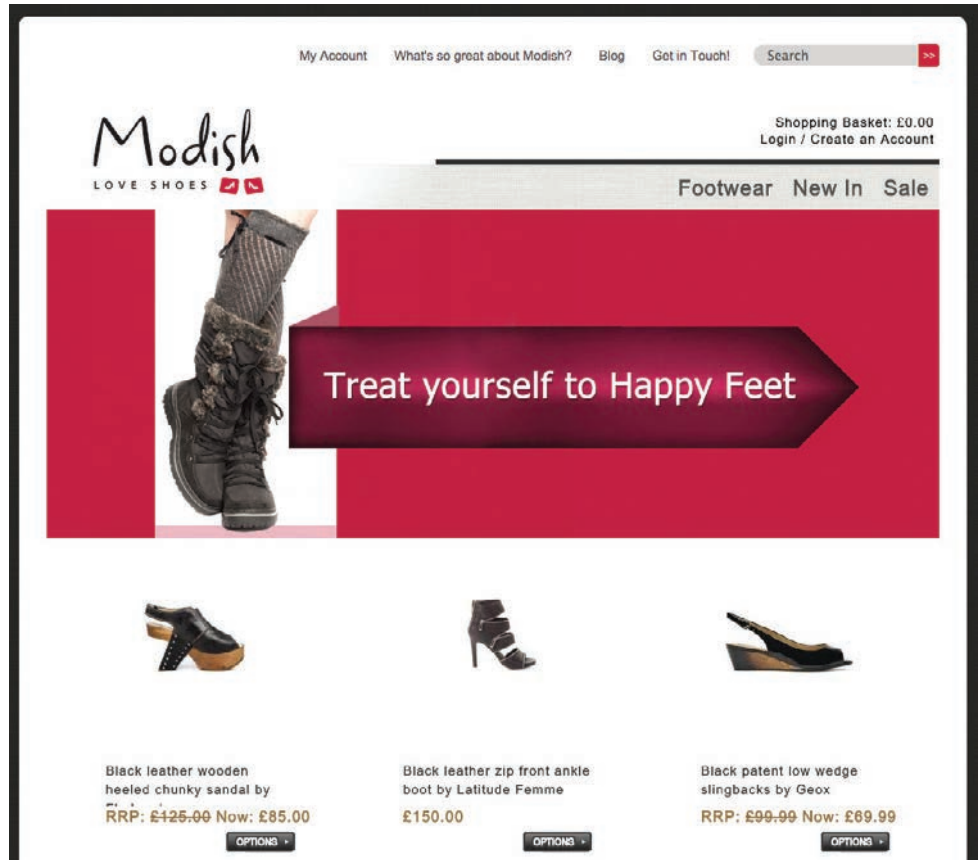 My Account What's so great about Modish? Blog Get in Touch! Search >>
Modish
LOVE SHOES
Shopping Basket: £0.00
Login / Create an Account
Footwear New In Sale
Treat yourself to Happy Feet
Black leather wooden
heeled chunky sandal by
RRP: £125.00 Now: £85.00
OPTIONS
Black leather zip front ankle
boot by Latitude Femme
£150.00
OPTIONS
Black patent low wedge
slingbacks by Geox
RRP: £99.99 Now: £69.99
OPTIONS